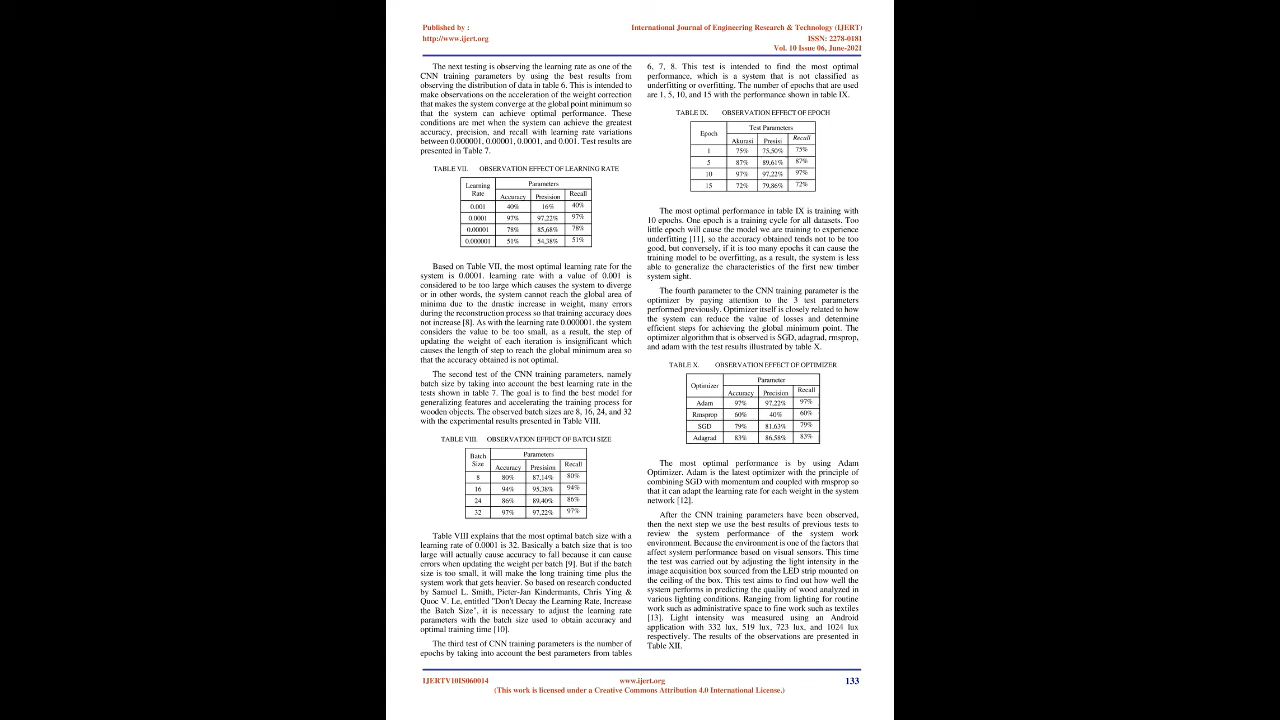 Published by :
International Journal of Engineering Research & Technology (IJERT)
http://www.ijert.org
ISSN: 2278-0181
Vol. 10 Issue 06, June-2021
The next testing is observing the learning rate as one of the
CNN training parameters by using the best results from
observing the distribution of data in table 6. This is intended to
make observations on the acceleration of the weight correction
that makes the system converge at the global point minimum so
that the system can achieve optimal performance. These
conditions are met when the system can achieve the greatest
accuracy, precision, and recall with learning rate variations
between 0.000001, 0.00001, 0.0001, and 0.001. Test results are
presented in Table 7.
TABLE VII. OBSERVATION EFFECT OF LEARNING RATE
Learning Rate Parameters
Accuracy Presision Recall
0.001 40% 16% 40%
0.0001 97% 97,22% 97%
0.00001 78% 85,68% 78%
0.000001 51% 54,38% 51%
Based on Table VII, the most optimal learning rate for the
system is 0.0001. learning rate with a value of 0.001 is
considered to be too large which causes the system to diverge
or in other words, the system cannot reach the global area of
minima due to the drastic increase in weight, many errors
during the reconstruction process so that training accuracy does
not increase [8]. As with the learning rate 0.000001, the system
considers the value to be too small, as a result, the step of
updating the weight of each iteration is insignificant which
causes the length of step to reach the global minimum area so
that the accuracy obtained is not optimal.
The second test of the CNN training parameters, namely
batch size by taking into account the best learning rate in the
tests shown in table 7. The goal is to find the best model for
generalizing features and accelerating the training process for
wooden objects. The observed batch sizes are 8, 16, 24, and 32
with the experimental results presented in Table VIII.
TABLE VIII. OBSERVATION EFFECT OF BATCH SIZE
Batch Size Parameters
Accuracy Presision Recall
8 80% 87,14% 80%
16 94% 95,38% 94%
24 86% 89,40% 86%
32 97% 97,22% 97%
Table VIII explains that the most optimal batch size with a
learning rate of 0.0001 is 32. Basically a batch size that is too
large will actually cause accuracy to fall because it can cause
errors when updating the weight per batch [9]. But if the batch
size is too small, it will make the long training time plus the
system work that gets heavier. So based on research conducted
by Samuel L. Smith, Pieter-Jan Kindermants, Chris Ying &
Quoc V. Le, entitled "Don't Decay the Learning Rate, Increase
the Batch Size", it is necessary to adjust the learning rate
parameters with the batch size used to obtain accuracy and
optimal training time [10].
The third test of CNN training parameters is the number of
epochs by taking into account the best parameters from tables
6, 7, 8. This test is intended to find the most optimal
performance, which is a system that is not classified as
underfitting or overfitting. The number of epochs that are used
are 1, 5, 10, and 15 with the performance shown in table IX.
TABLE IX. OBSERVATION EFFECT OF EPOCH
Epoch Test Parameters
Akurasi Presisi Recall
1 75% 75,50% 75%
5 87% 89,61% 87%
10 97% 97,22% 97%
15 72% 79,86% 72%
The most optimal performance in table IX is training with
10 epochs. One epoch is a training cycle for all datasets. Too
little epoch will cause the model we are training to experience
underfitting [11], so the accuracy obtained tends not to be too
good, but conversely, if it is too many epochs it can cause the
training model to be overfitting, as a result, the system is less
able to generalize the characteristics of the first new timber
system sight.
The fourth parameter to the CNN training parameter is the
optimizer by paying attention to the 3 test parameters
performed previously. Optimizer itself is closely related to how
the system can reduce the value of losses and determine
efficient steps for achieving the global minimum point. The
optimizer algorithm that is observed is SGD, adagrad, rmsprop,
and adam with the test results illustrated by table X.
TABLE X. OBSERVATION EFFECT OF OPTIMIZER
Optimizer Parameter
Accuracy Precision Recall
Adam 97% 97,22% 97%
Rmsprop 60% 40% 60%
SGD 79% 81,63% 79%
Adagrad 83% 86,58% 83%
The most optimal performance is by using Adam
Optimizer. Adam is the latest optimizer with the principle of
combining SGD with momentum and coupled with rmsprop so
that it can adapt the learning rate for each weight in the system
network [12].
After the CNN training parameters have been observed,
then the next step we use the best results of previous tests to
review the system performance of the system work
environment. Because the environment is one of the factors that
affect system performance based on visual sensors. This time
the test was carried out by adjusting the light intensity in the
image acquisition box sourced from the LED strip mounted on
the ceiling of the box. This test aims to find out how well the
system performs in predicting the quality of wood analyzed in
various lighting conditions. Ranging from lighting for routine
work such as administrative space to fine work such as textiles
[13]. Light intensity was measured using an Android
application with 332 lux, 519 lux, 723 lux, and 1024 lux
respectively. The results of the observations are presented in
Table XII.
IJERTV10IS060014
www.ijert.org
133
(This work is licensed under a Creative Commons Attribution 4.0 International License.)